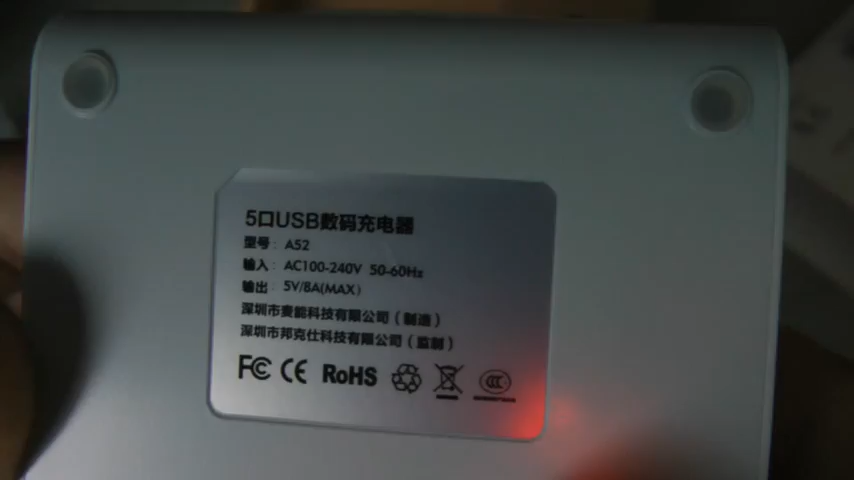 5口USB数码充电器
型号：A52
输入：AC100-240V 50-60Hz
输出：5V/8A(MAX)
深圳市麦能科技有限公司（制造）
深圳市邦克仕科技有限公司（监制）
FC CE RoHS CCC